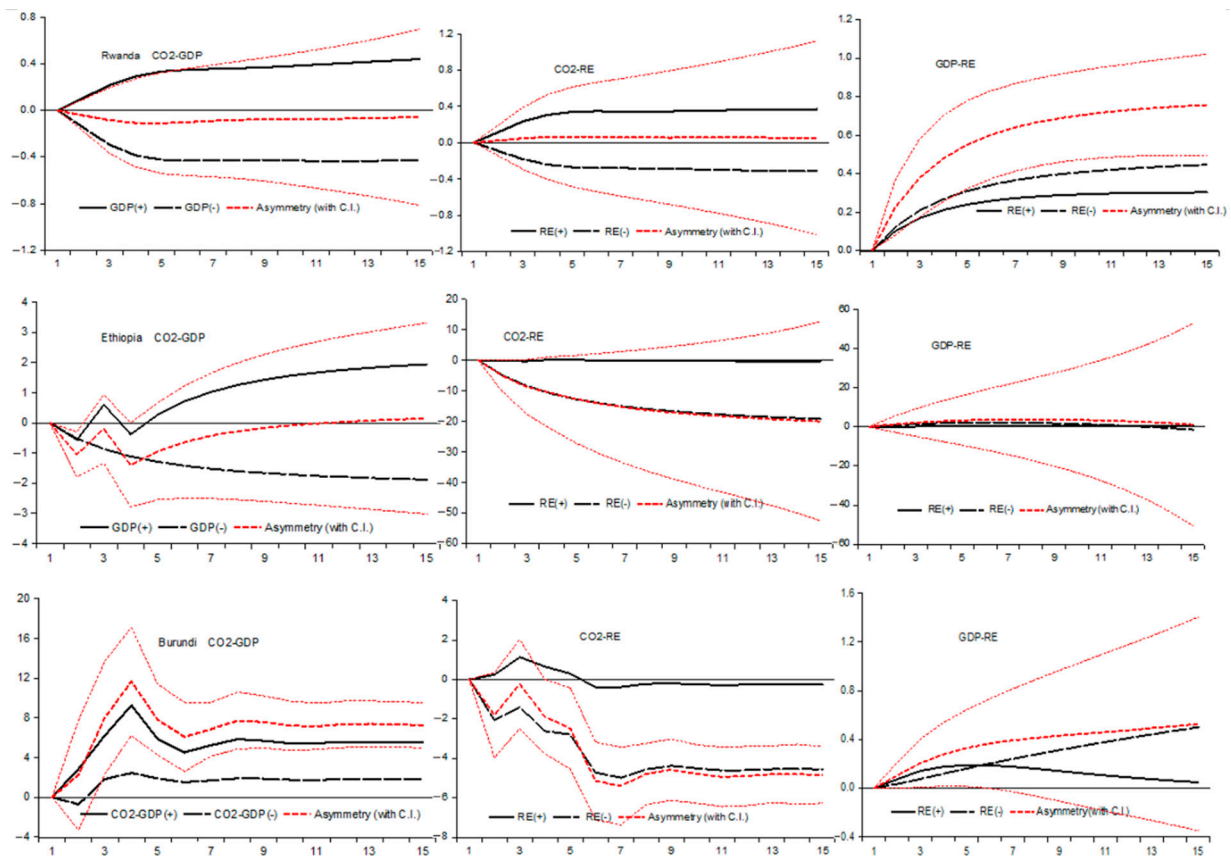 Rwanda CO2-GDP
0.8
0.4
0.0
−0.4
−0.8
−1.2
GDP(+) GDP(-) Asymmetry (with C.I.)
1 3 5 7 9 11 13 15
CO2-RE
1.2
0.8
0.4
0.0
−0.4
−0.8
−1.2
RE(+) RE(-) Asymmetry (with C.I.)
1 3 5 7 9 11 13 15
GDP-RE
1.2
1.0
0.8
0.6
0.4
0.2
0.0
RE(+) RE(-) Asymmetry (with C.I.)
1 3 5 7 9 11 13 15
Ethiopia CO2-GDP
4
3
2
1
0
−1
−2
−3
−4
GDP(+) GDP(-) Asymmetry (with C.I.)
1 3 5 7 9 11 13 15
CO2-RE
20
10
0
−10
−20
−30
−40
−50
−60
RE(+) RE(-) Asymmetry (with C.I.)
1 3 5 7 9 11 13 15
GDP-RE
60
40
20
0
−20
−40
−60
RE(+) RE(-) Asymmetry (with C.I.)
1 3 5 7 9 11 13 15
Burundi CO2-GDP
20
16
12
8
4
0
−4
CO2-GDP(+) CO2-GDP(-) Asymmetry (with C.I.)
1 3 5 7 9 11 13 15
CO2-RE
4
2
0
−2
−4
−6
−8
RE(+) RE(-) Asymmetry (with C.I.)
1 3 5 7 9 11 13 15
GDP-RE
1.6
1.2
0.8
0.4
0.0
−0.4
RE(+) RE(-) Asymmetry (with C.I.)
1 3 5 7 9 11 13 15